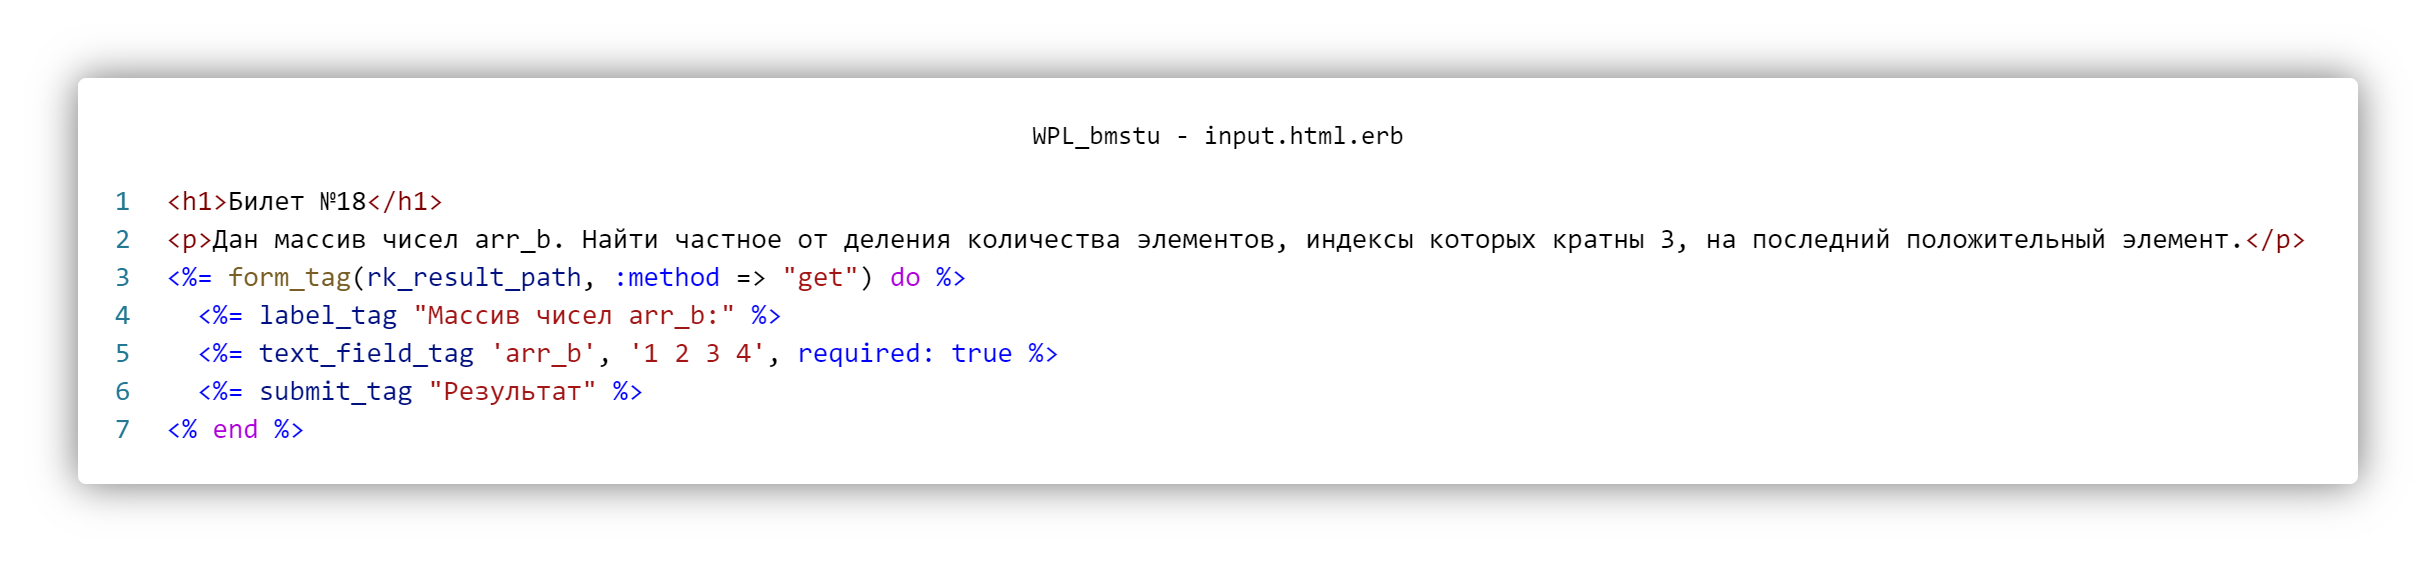 WPL_bmstu - input.html.erb
1 <h1>Билет №18</h1>
2 <p>Дан массив чисел arr_b. Найти частное от деления количества элементов, индексы которых кратны 3, на последний положительный элемент.</p>
3 <%= form_tag(rk_result_path, :method => "get") do %>
4   <%= label_tag "Массив чисел arr_b:" %>
5   <%= text_field_tag 'arr_b', '1 2 3 4', required: true %>
6   <%= submit_tag "Результат" %>
7 <% end %>